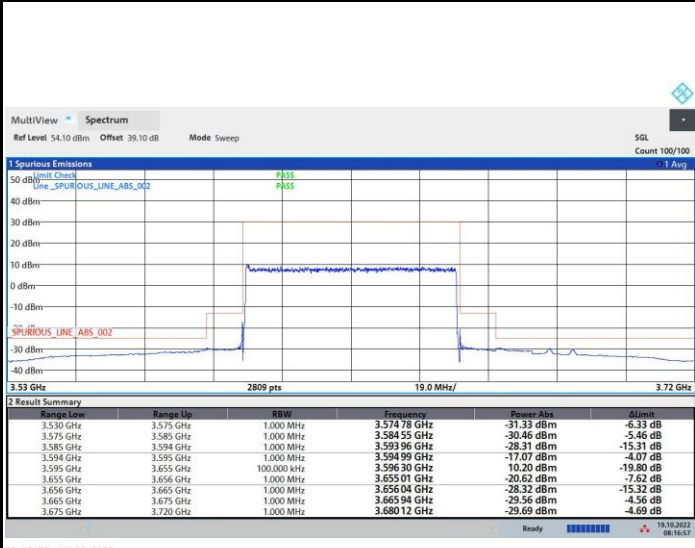 MultiView Spectrum
Ref Level 54.10 dBm Offset 39.10 dB Mode Sweep SGL
Count 100/100
1 Spurious Emissions 1 Avg
50 dBm Limit Check PASS
Line _SPURIOUS_LINE_ABS_002 PASS
40 dBm
30 dBm
20 dBm
10 dBm
0 dBm
-10 dBm
SPURIOUS_LINE_ABS_002
-30 dBm
-40 dBm
3.53 GHz 2809 pts 19.0 MHz/ 3.72 GHz
2 Result Summary
Range Low Range Up RBW Frequency Power Abs ΔLimit
3.530 GHz 3.575 GHz 1.000 MHz 3.574 78 GHz -31.33 dBm -6.33 dB
3.575 GHz 3.585 GHz 1.000 MHz 3.584 55 GHz -30.46 dBm -5.46 dB
3.585 GHz 3.594 GHz 1.000 MHz 3.593 96 GHz -28.31 dBm -15.31 dB
3.594 GHz 3.595 GHz 1.000 MHz 3.594 99 GHz -17.07 dBm -4.07 dB
3.595 GHz 3.655 GHz 100.000 kHz 3.596 30 GHz 10.20 dBm -19.80 dB
3.655 GHz 3.656 GHz 1.000 MHz 3.655 01 GHz -20.62 dBm -7.62 dB
3.656 GHz 3.665 GHz 1.000 MHz 3.656 04 GHz -28.32 dBm -15.32 dB
3.665 GHz 3.675 GHz 1.000 MHz 3.665 94 GHz -29.56 dBm -4.56 dB
3.675 GHz 3.720 GHz 1.000 MHz 3.680 12 GHz -29.69 dBm -4.69 dB
Ready 19.10.2022
08:16:57